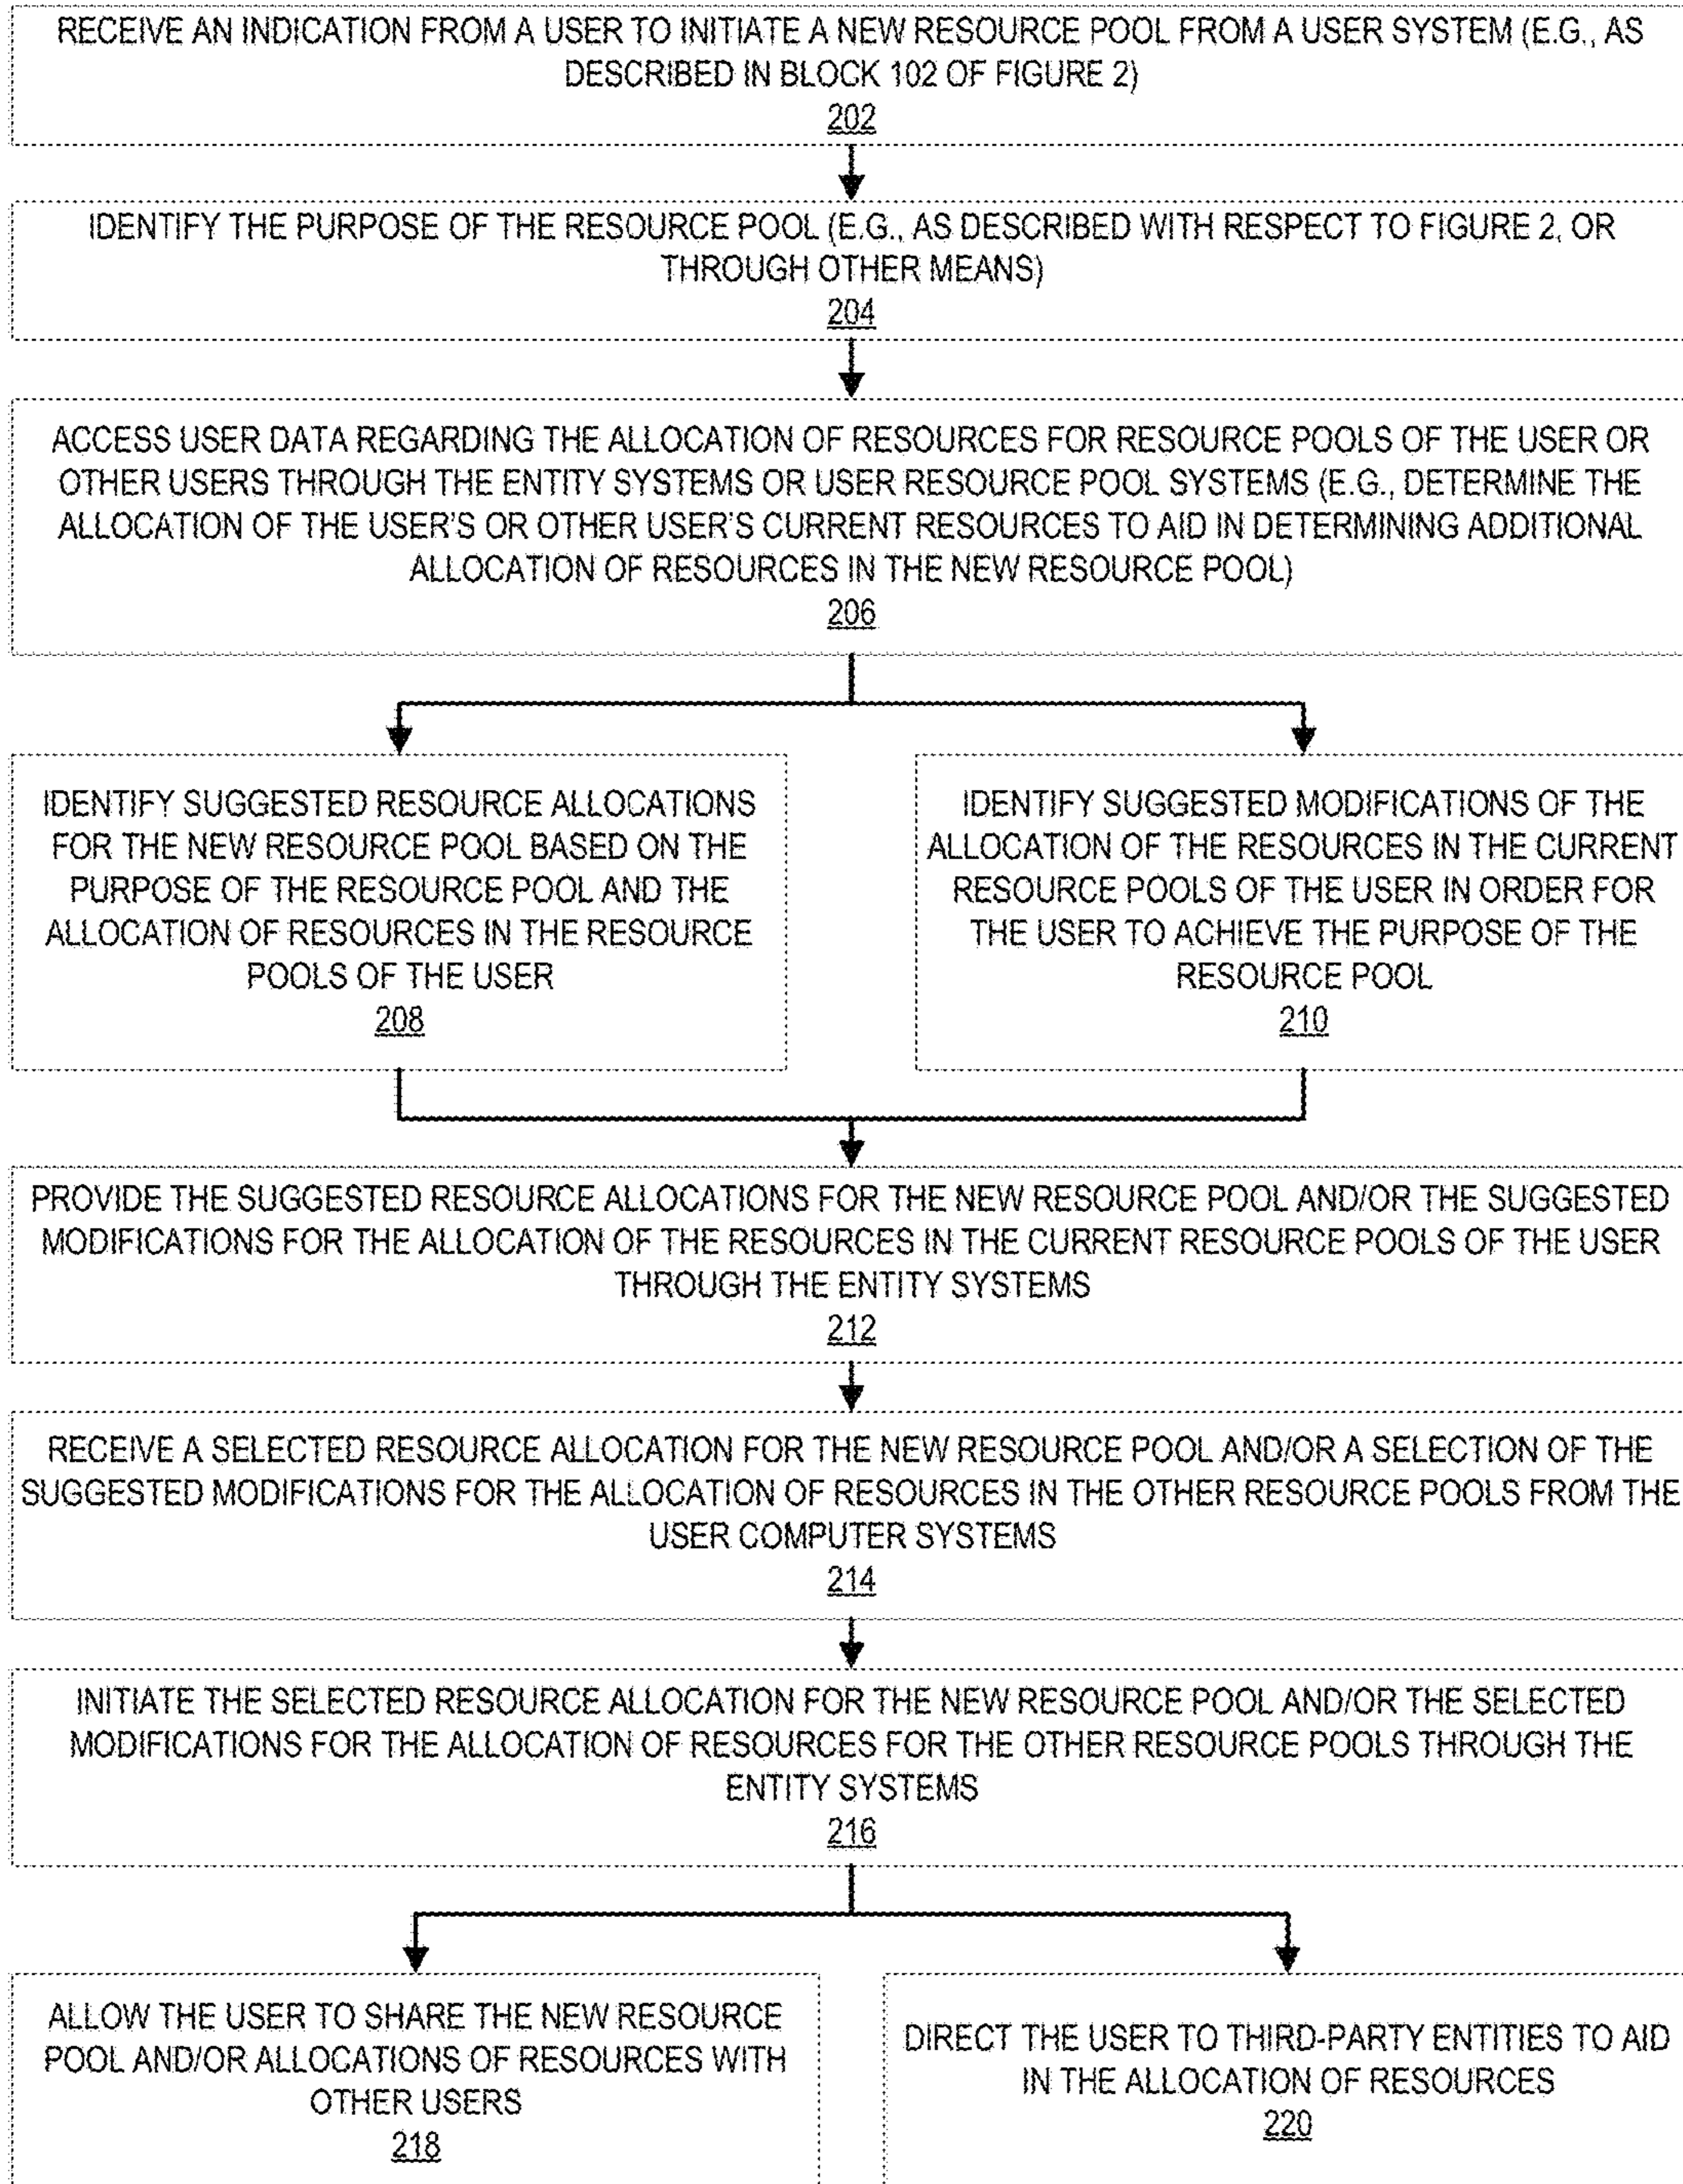 RECEIVE AN INDICATION FROM A USER TO INITIATE A NEW RESOURCE POOL FROM A USER SYSTEM (E.G., AS
DESCRIBED IN BLOCK 102 OF FIGURE 2)
202
IDENTIFY THE PURPOSE OF THE RESOURCE POOL (E.G., AS DESCRIBED WITH RESPECT TO FIGURE 2, OR
THROUGH OTHER MEANS)
204
ACCESS USER DATA REGARDING THE ALLOCATION OF RESOURCES FOR RESOURCE POOLS OF THE USER OR
OTHER USERS THROUGH THE ENTITY SYSTEMS OR USER RESOURCE POOL SYSTEMS (E.G., DETERMINE THE
ALLOCATION OF THE USER'S OR OTHER USER'S CURRENT RESOURCES TO AID IN DETERMINING ADDITIONAL
ALLOCATION OF RESOURCES IN THE NEW RESOURCE POOL)
206
IDENTIFY SUGGESTED RESOURCE ALLOCATIONS
FOR THE NEW RESOURCE POOL BASED ON THE
PURPOSE OF THE RESOURCE POOL AND THE
ALLOCATION OF RESOURCES IN THE RESOURCE
POOLS OF THE USER
208
IDENTIFY SUGGESTED MODIFICATIONS OF THE
ALLOCATION OF THE RESOURCES IN THE CURRENT
RESOURCE POOLS OF THE USER IN ORDER FOR
THE USER TO ACHIEVE THE PURPOSE OF THE
RESOURCE POOL
210
PROVIDE THE SUGGESTED RESOURCE ALLOCATIONS FOR THE NEW RESOURCE POOL AND/OR THE SUGGESTED
MODIFICATIONS FOR THE ALLOCATION OF THE RESOURCES IN THE CURRENT RESOURCE POOLS OF THE USER
THROUGH THE ENTITY SYSTEMS
212
RECEIVE A SELECTED RESOURCE ALLOCATION FOR THE NEW RESOURCE POOL AND/OR A SELECTION OF THE
SUGGESTED MODIFICATIONS FOR THE ALLOCATION OF RESOURCES IN THE OTHER RESOURCE POOLS FROM THE
USER COMPUTER SYSTEMS
214
INITIATE THE SELECTED RESOURCE ALLOCATION FOR THE NEW RESOURCE POOL AND/OR THE SELECTED
MODIFICATIONS FOR THE ALLOCATION OF RESOURCES FOR THE OTHER RESOURCE POOLS THROUGH THE
ENTITY SYSTEMS
216
ALLOW THE USER TO SHARE THE NEW RESOURCE
POOL AND/OR ALLOCATIONS OF RESOURCES WITH
OTHER USERS
218
DIRECT THE USER TO THIRD-PARTY ENTITIES TO AID
IN THE ALLOCATION OF RESOURCES
220